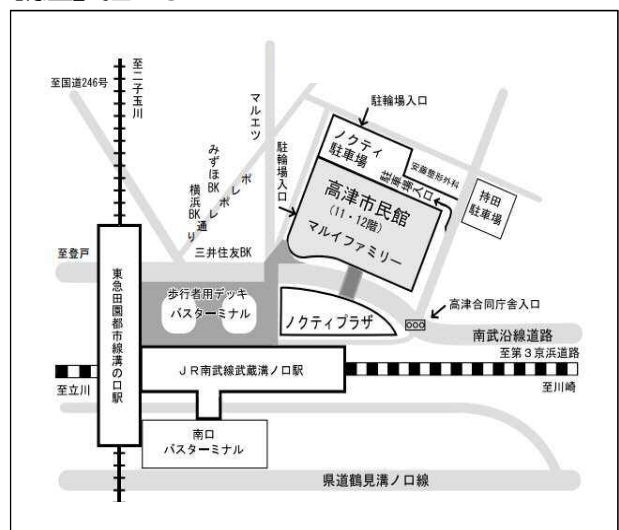 至二子玉川
至国道246号
マルエツ
駐輪場入口
みずほBK
横浜BK
ポレポレ通り
駐輪場入口
ノクティ
駐車場
安藤整形外科
駐車場入口
持田
駐車場
高津市民館
(11・12階)
マルイファミリー
三井住友BK
至登戸
歩行者用デッキ
バスターミナル
ノクティプラザ
高津合同庁舎入口
南武沿線道路
至第3京浜道路
東急田園都市線溝の口駅
JR南武線武蔵溝ノ口駅
至立川
至川崎
南口
バスターミナル
県道鶴見溝ノ口線